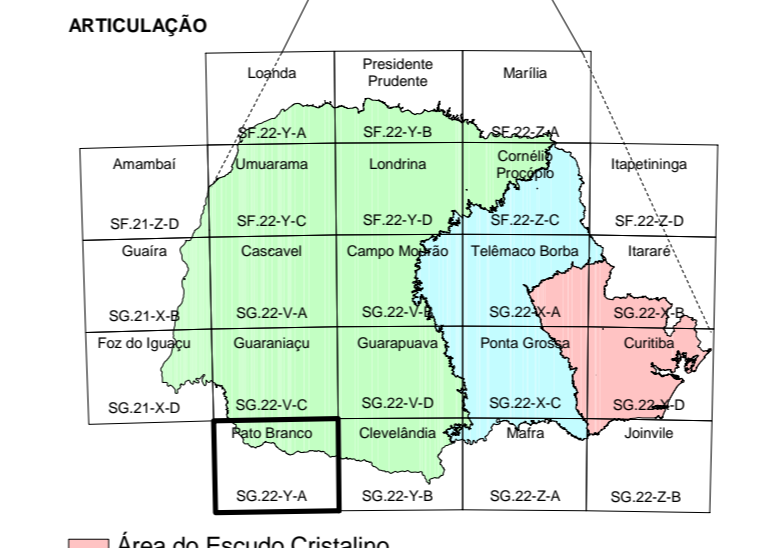 ARTICULAÇÃO
Loanda
Presidente
Prudente
Marília
SF.22-Y-A
SF.22-Y-B
SF.22-Z-A
Amambaí
Umuarama
Londrina
Cornélio
Procópio
Itapetininga
SF.21-Z-D
SF.22-Y-C
SF.22-Y-D
SF.22-Z-C
SF.22-Z-D
Guaíra
Cascavel
Campo Mourão
Telêmaco Borba
Itararé
SG.21-X-B
SG.22-V-A
SG.22-V-B
SG.22-X-A
SG.22-X-B
Foz do Iguaçu
Guaraniaçu
Guarapuava
Ponta Grossa
Curitiba
SG.21-X-D
SG.22-V-C
SG.22-V-D
SG.22-X-C
SG.22-X-D
Pato Branco
Clevelândia
Mafra
Joinvile
SG.22-Y-A
SG.22-Y-B
SG.22-Z-A
SG.22-Z-B
Área do Escudo Cristalino